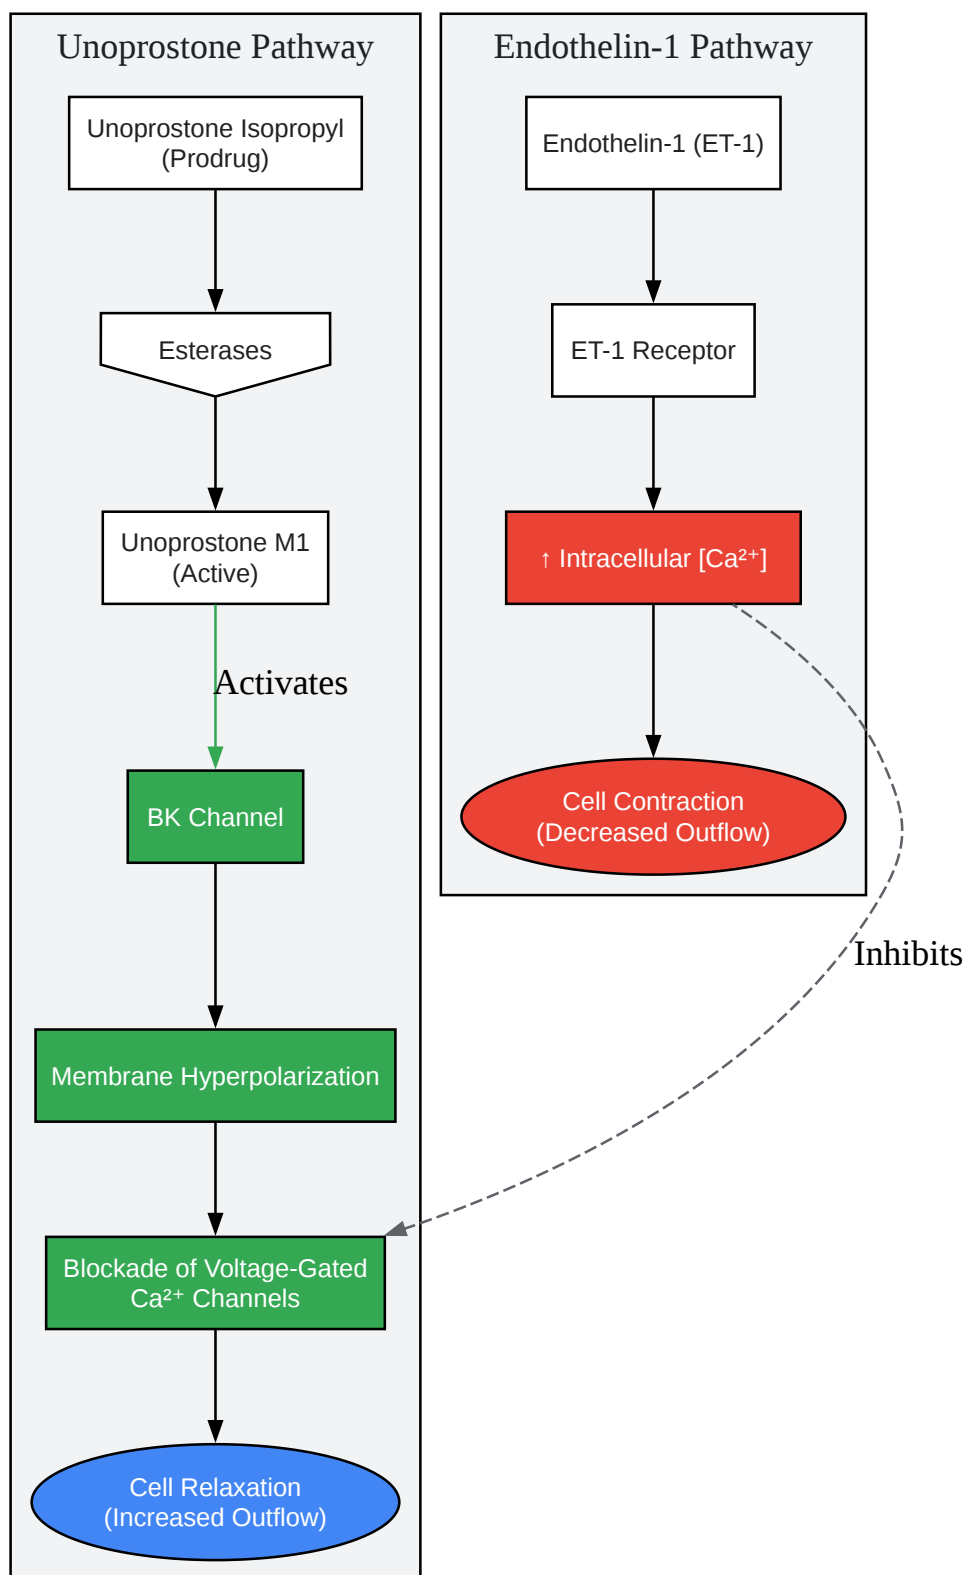 Unoprostone Pathway
Unoprostone Isopropyl
(Prodrug)
Esterases
Unoprostone M1
(Active)
Activates
BK Channel
Membrane Hyperpolarization
Blockade of Voltage-Gated
Ca²⁺ Channels
Cell Relaxation
(Increased Outflow)
Endothelin-1 Pathway
Endothelin-1 (ET-1)
ET-1 Receptor
↑ Intracellular [Ca²⁺]
Cell Contraction
(Decreased Outflow)
Inhibits